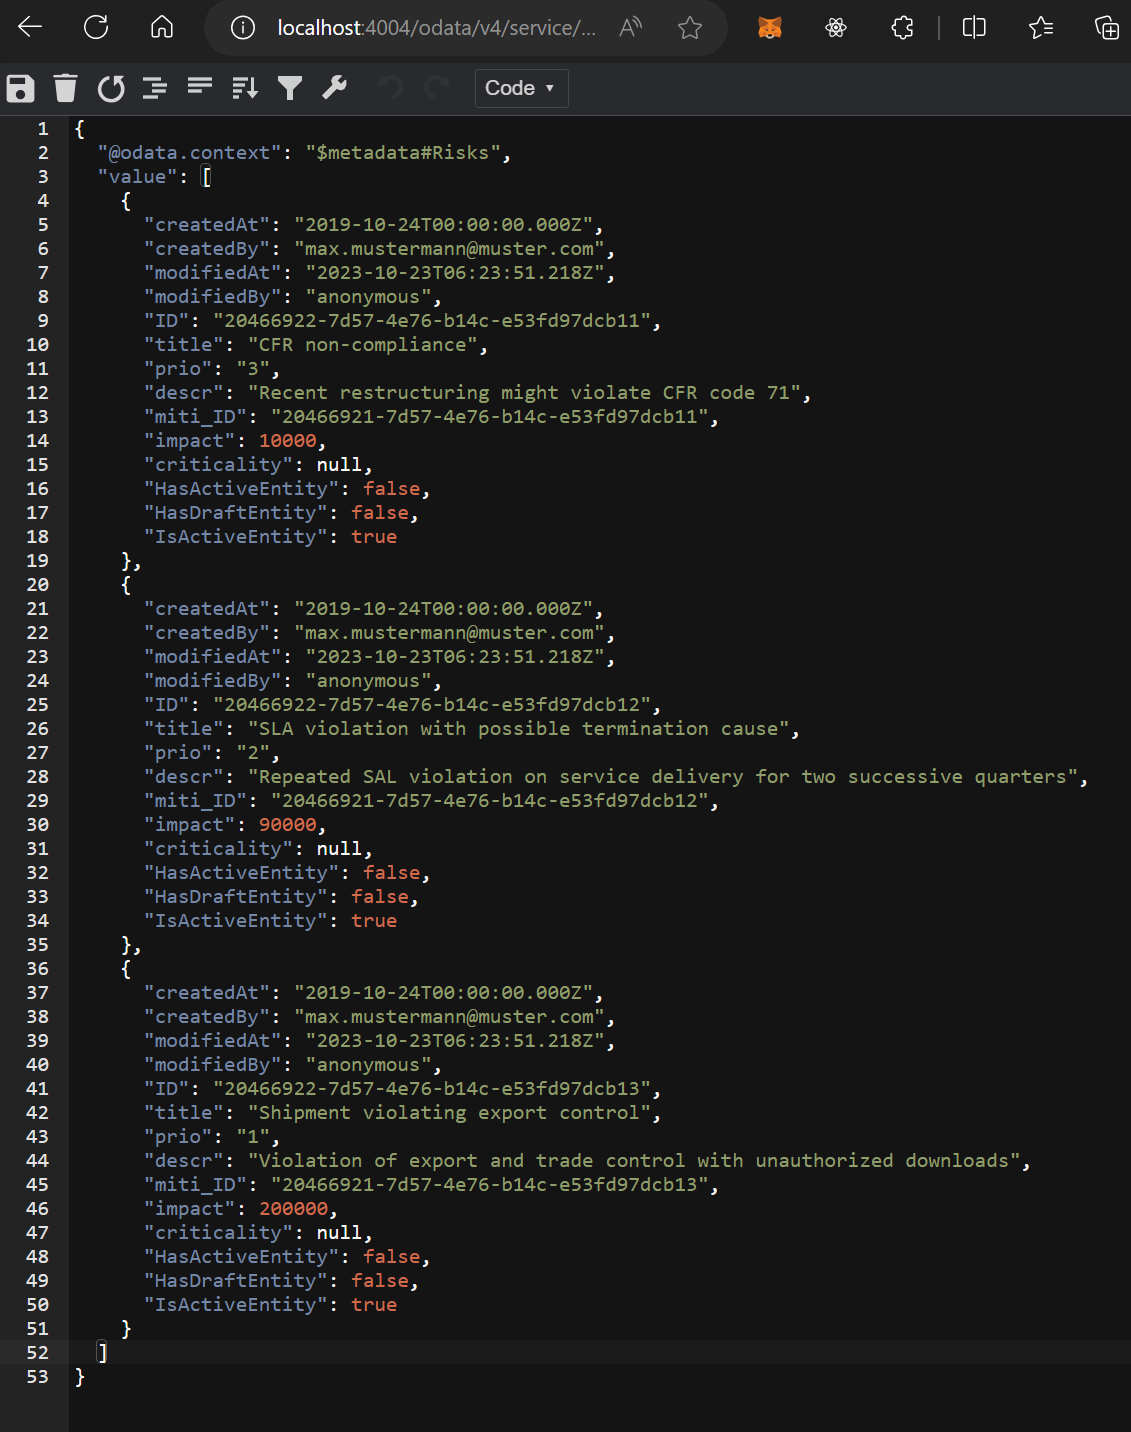 localhost:4004/odata/v4/service/...
Code
1 {
2 "@odata.context": "$metadata#Risks",
3 "value": [
4 {
5 "createdAt": "2019-10-24T00:00:00.000Z",
6 "createdBy": "max.mustermann@muster.com",
7 "modifiedAt": "2023-10-23T06:23:51.218Z",
8 "modifiedBy": "anonymous",
9 "ID": "20466922-7d57-4e76-b14c-e53fd97dcb11",
10 "title": "CFR non-compliance",
11 "prio": "3",
12 "descr": "Recent restructuring might violate CFR code 71",
13 "miti_ID": "20466921-7d57-4e76-b14c-e53fd97dcb11",
14 "impact": 10000,
15 "criticality": null,
16 "HasActiveEntity": false,
17 "HasDraftEntity": false,
18 "IsActiveEntity": true
19 },
20 {
21 "createdAt": "2019-10-24T00:00:00.000Z",
22 "createdBy": "max.mustermann@muster.com",
23 "modifiedAt": "2023-10-23T06:23:51.218Z",
24 "modifiedBy": "anonymous",
25 "ID": "20466922-7d57-4e76-b14c-e53fd97dcb12",
26 "title": "SLA violation with possible termination cause",
27 "prio": "2",
28 "descr": "Repeated SAL violation on service delivery for two successive quarters",
29 "miti_ID": "20466921-7d57-4e76-b14c-e53fd97dcb12",
30 "impact": 90000,
31 "criticality": null,
32 "HasActiveEntity": false,
33 "HasDraftEntity": false,
34 "IsActiveEntity": true
35 },
36 {
37 "createdAt": "2019-10-24T00:00:00.000Z",
38 "createdBy": "max.mustermann@muster.com",
39 "modifiedAt": "2023-10-23T06:23:51.218Z",
40 "modifiedBy": "anonymous",
41 "ID": "20466922-7d57-4e76-b14c-e53fd97dcb13",
42 "title": "Shipment violating export control",
43 "prio": "1",
44 "descr": "Violation of export and trade control with unauthorized downloads",
45 "miti_ID": "20466921-7d57-4e76-b14c-e53fd97dcb13",
46 "impact": 200000,
47 "criticality": null,
48 "HasActiveEntity": false,
49 "HasDraftEntity": false,
50 "IsActiveEntity": true
51 }
52 ]
53 }